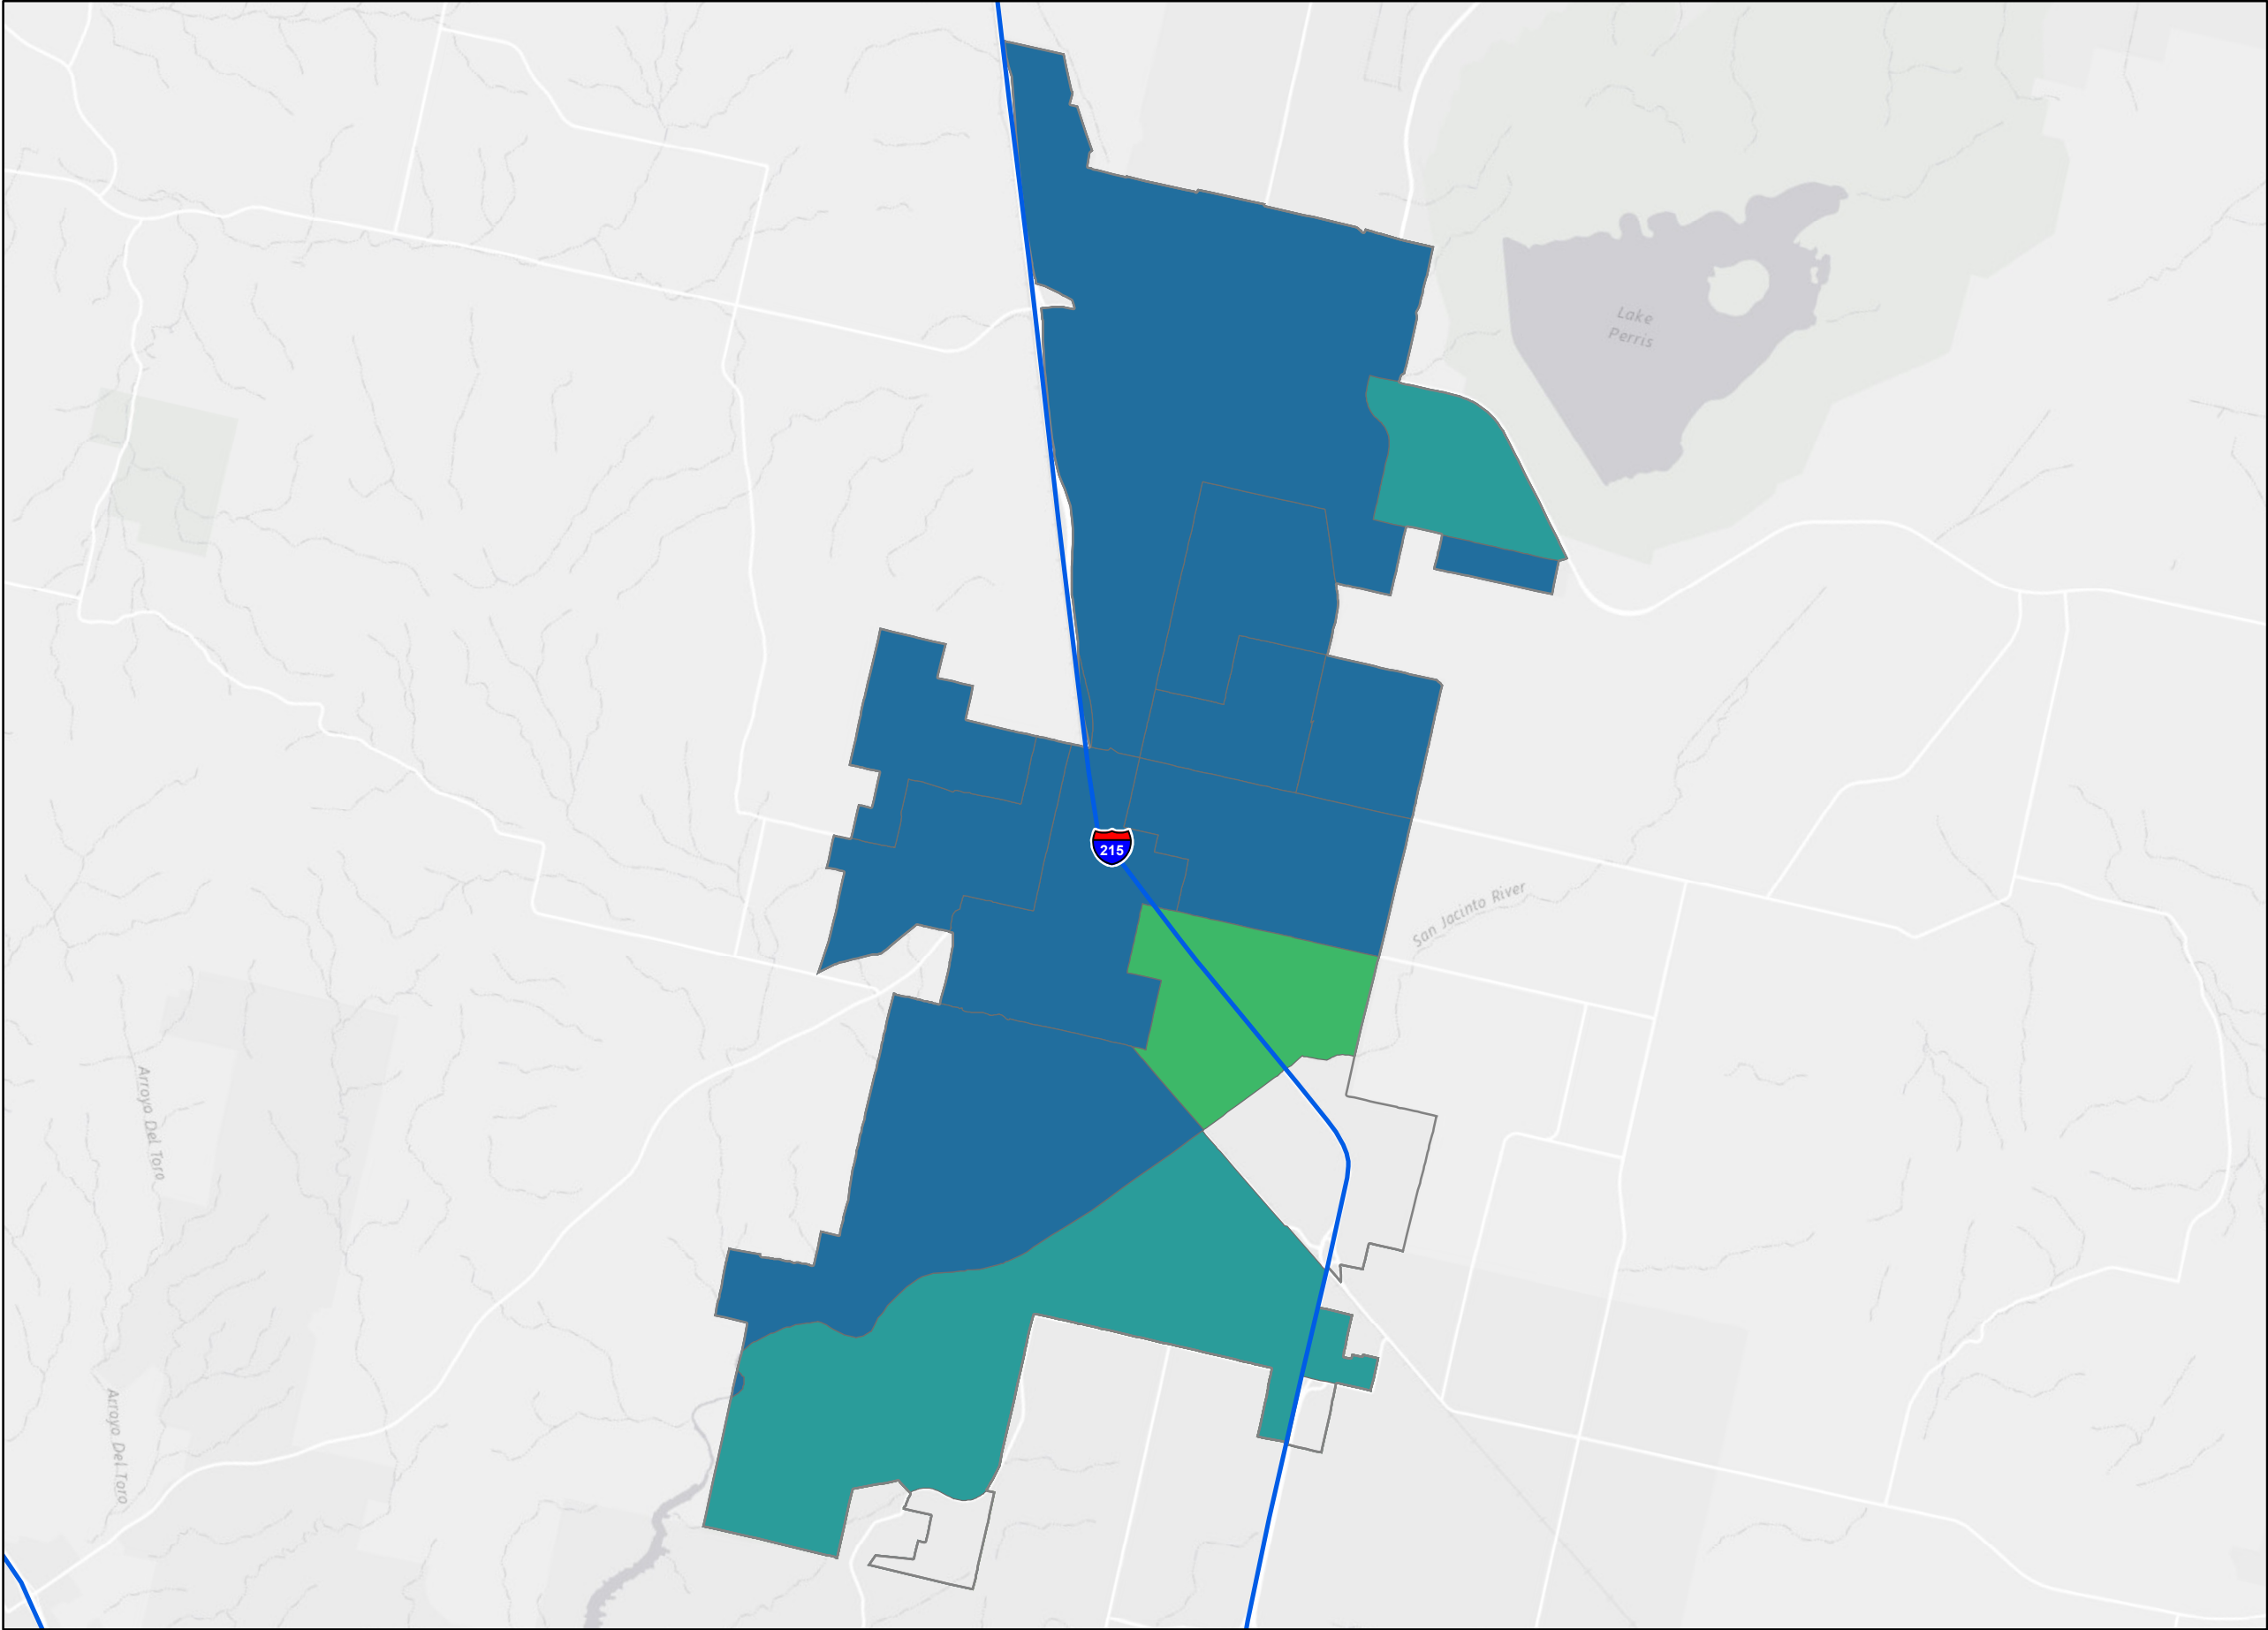 Lake
Perris
215
San Jacinto River
Arroyo Del Toro
Arroyo Del Toro